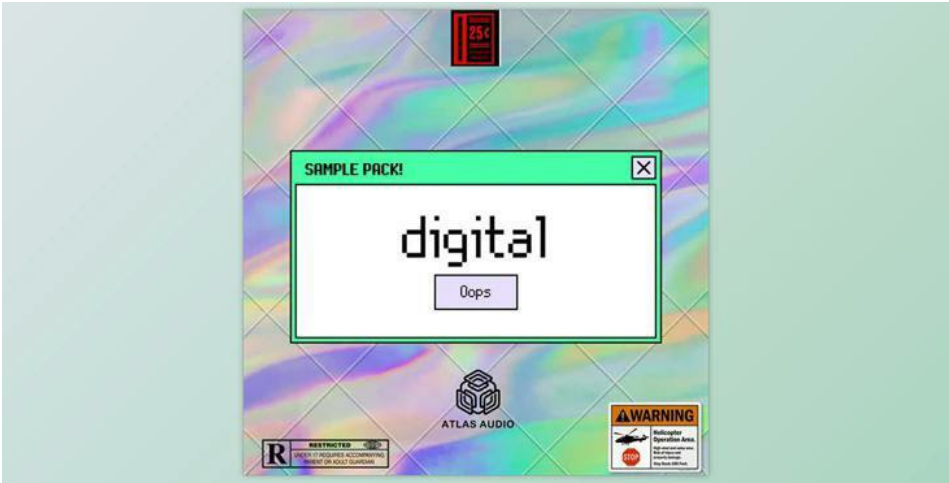 25¢
SAMPLE PACK!
digital
Oops
ATLAS AUDIO
R
RESTRICTED
UNDER 17 REQUIRES ACCOMPANYING
PARENT OR ADULT GUARDIAN
WARNING
Helicopter
Operation Area.
STOP